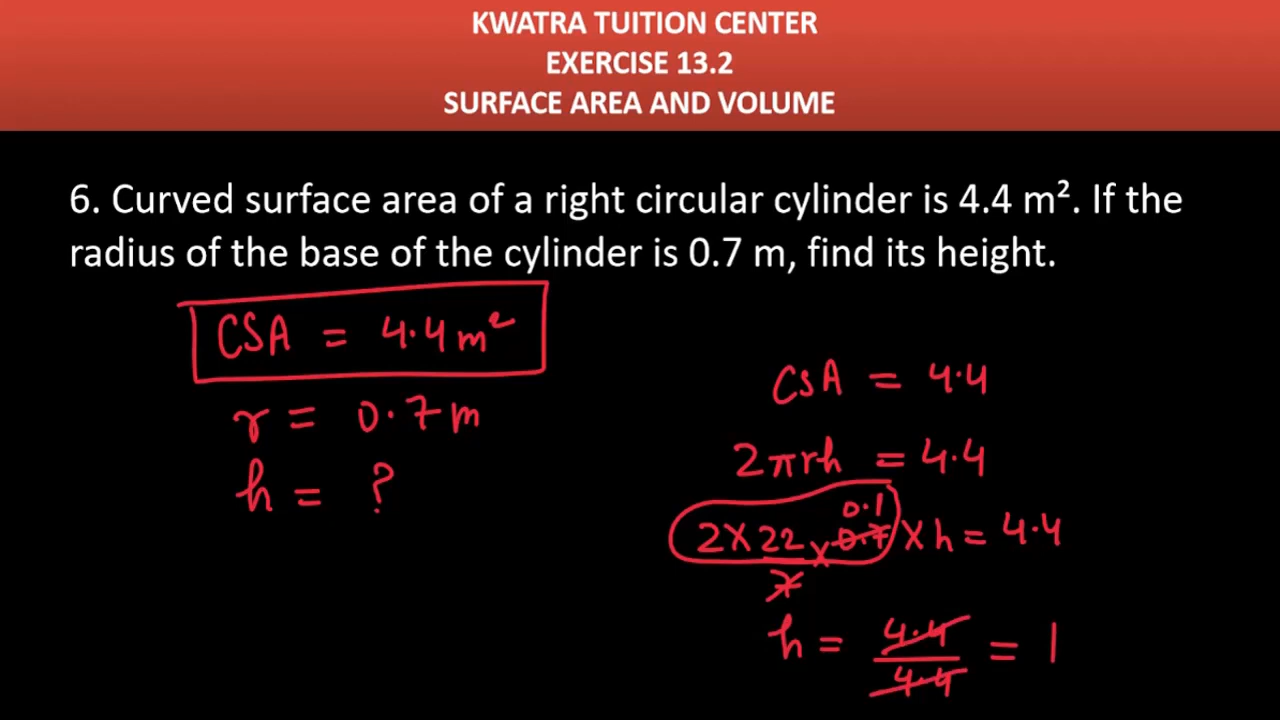 KWATRA TUITION CENTER
EXERCISE 13.2
SURFACE AREA AND VOLUME
6. Curved surface area of a right circular cylinder is 4.4 m². If the
radius of the base of the cylinder is 0.7 m, find its height.
CSA = 4.4 m²
r = 0.7 m
h = ?
CSA = 4.4
2πrh = 4.4
0.1
2 × 22 × 0.7 × h = 4.4
7
h = 4.4 = 1
4.4